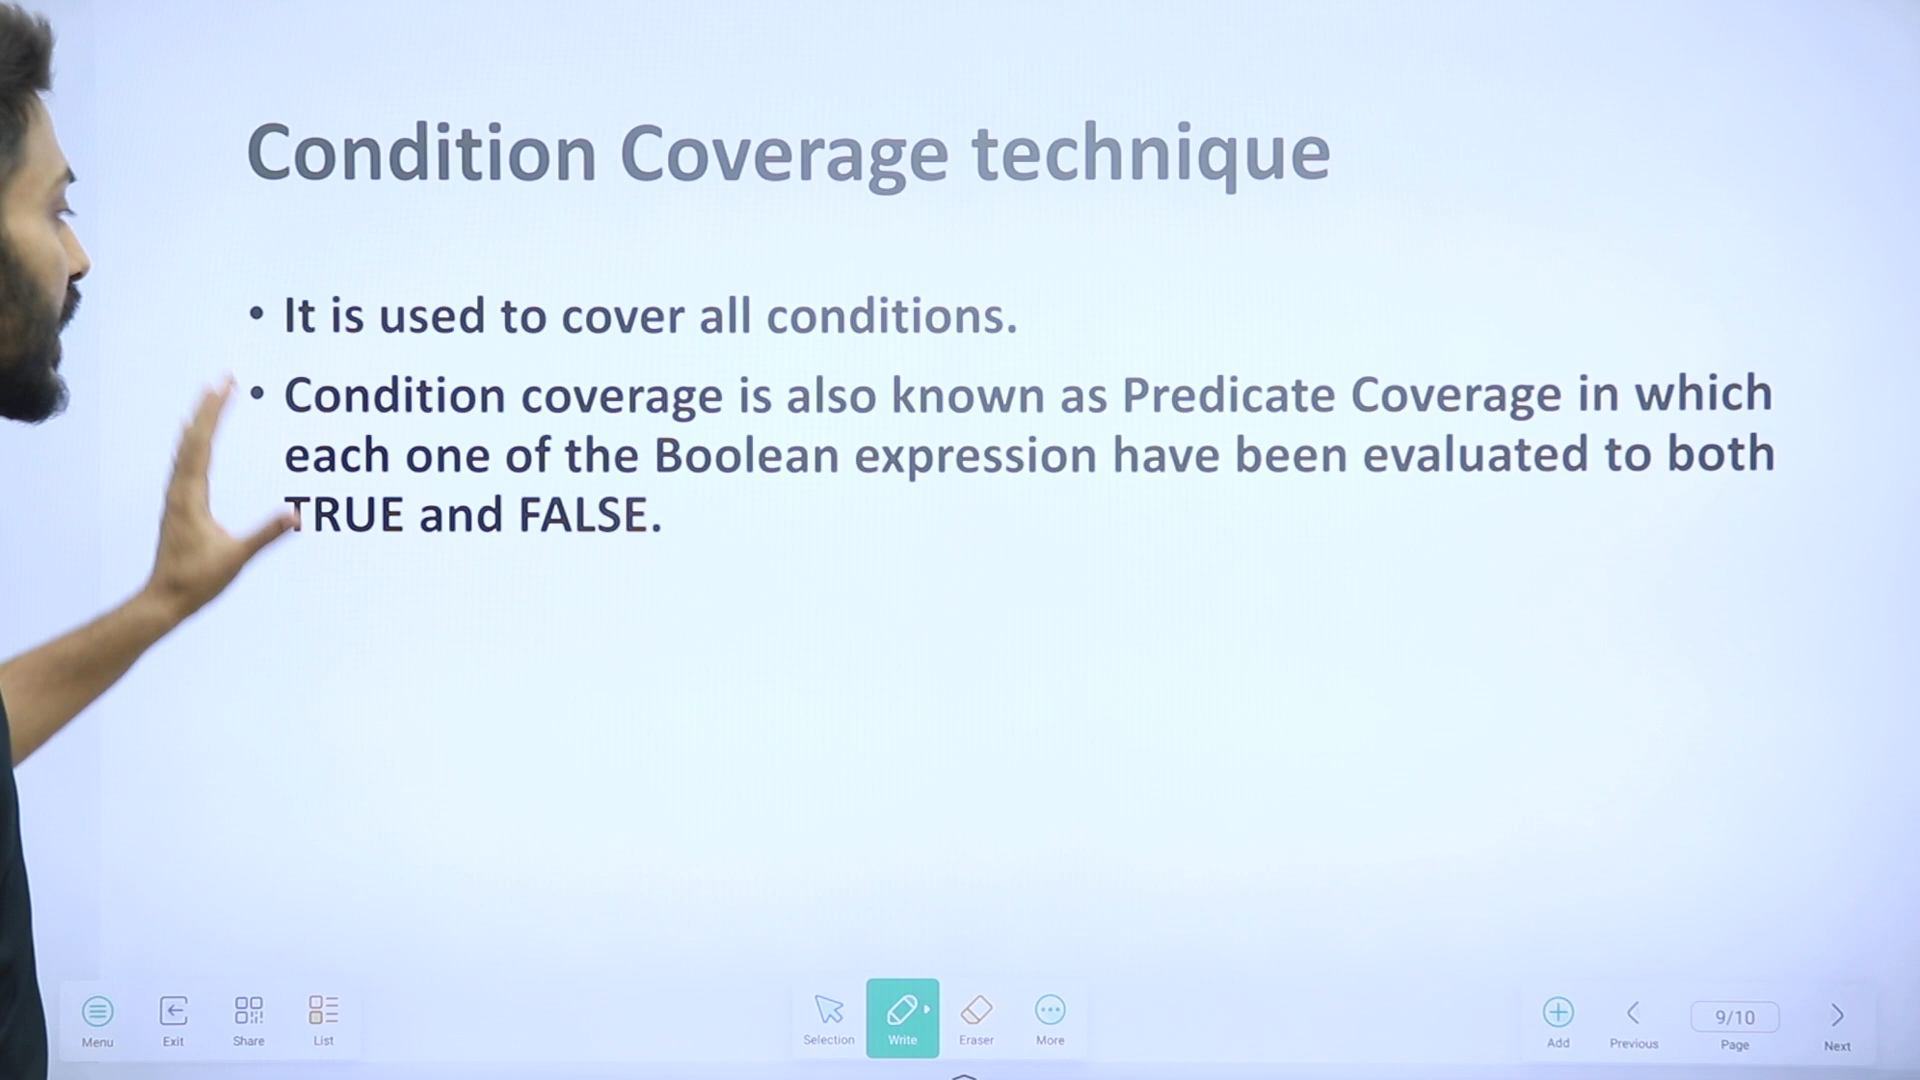 Condition Coverage technique
• It is used to cover all conditions.
• Condition coverage is also known as Predicate Coverage in which
each one of the Boolean expression have been evaluated to both
TRUE and FALSE.
Menu Exit Share List Selection Write Eraser More Add Previous 9/10 Page Next